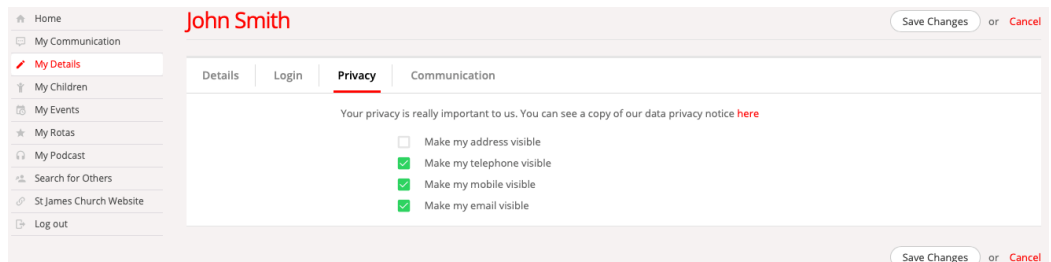 Home
My Communication
My Details
My Children
My Events
My Rotas
My Podcast
Search for Others
St James Church Website
Log out
John Smith
Save Changes or Cancel
Details Login Privacy Communication
Your privacy is really important to us. You can see a copy of our data privacy notice here
Make my address visible
Make my telephone visible
Make my mobile visible
Make my email visible
Save Changes or Cancel